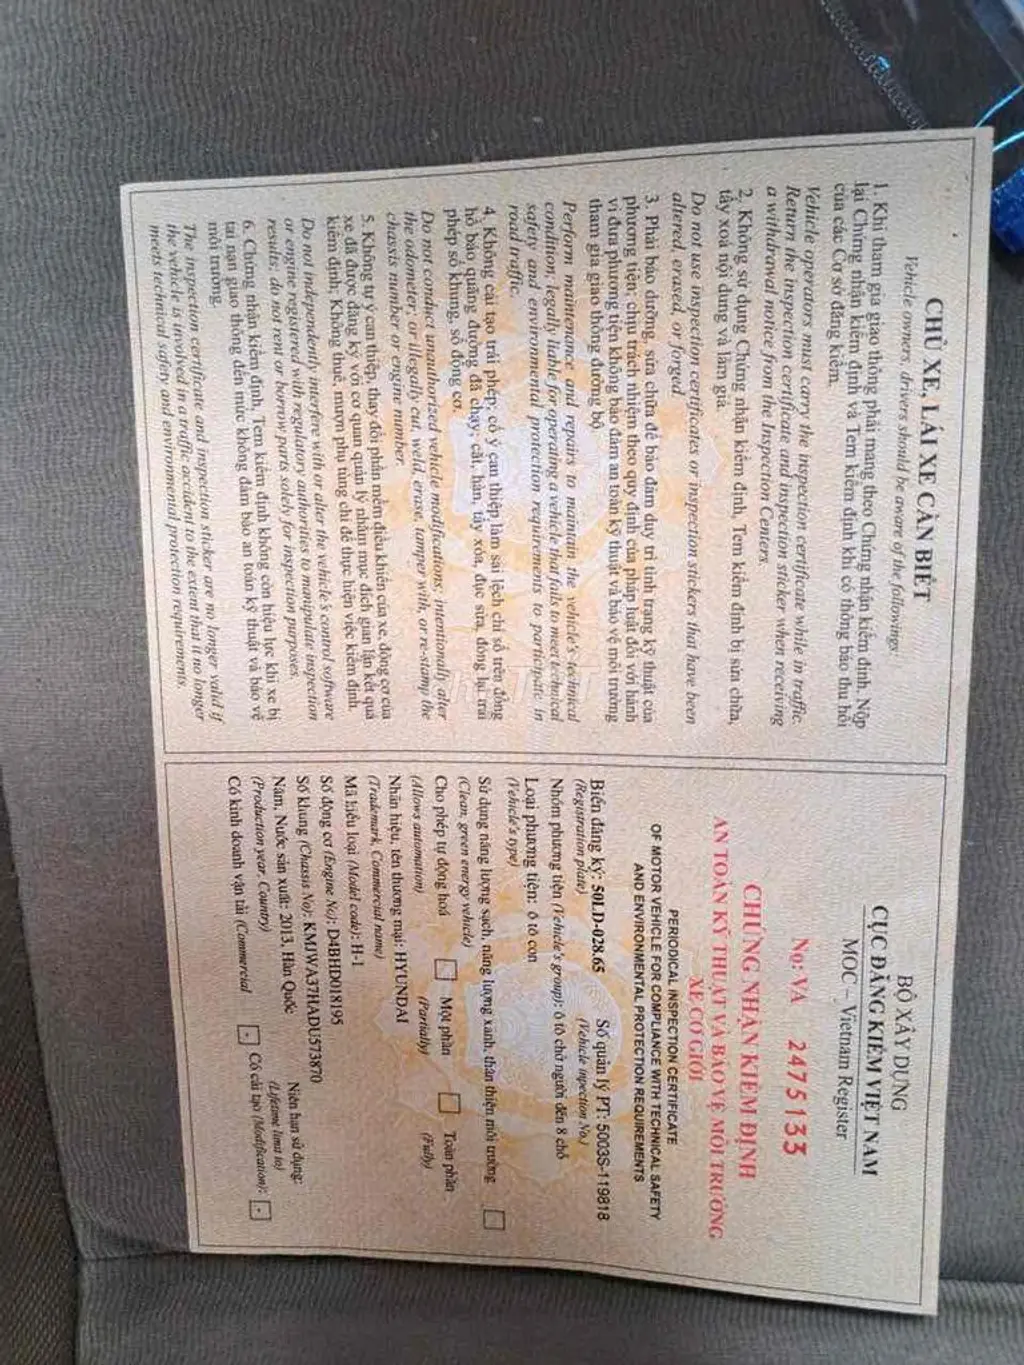 CHỦ XE, LÁI XE CẦN BIẾT
Vehicle owners, drivers should be aware of the followings:
1. Khi tham gia giao thông phải mang theo Chứng nhận kiểm định. Nộp
lại Chứng nhận kiểm định và Tem kiểm định khi có thông báo thu hồi
của các Cơ sở đăng kiểm.
Vehicle operators must carry the inspection certificate while in traffic.
Return the inspection certificate and inspection sticker when receiving
a withdrawal notice from the Inspection Centers.
2. Không sử dụng Chứng nhận kiểm định, Tem kiểm định bị sửa chữa,
tẩy xoá nội dung và làm giả.
Do not use inspection certificates or inspection stickers that have been
altered, erased, or forged.
3. Phải bảo dưỡng, sửa chữa để bảo đảm duy trì tình trạng kỹ thuật của
phương tiện, chịu trách nhiệm theo quy định của pháp luật đối với hành
vi đưa phương tiện không bảo đảm an toàn kỹ thuật và bảo vệ môi trường
tham gia giao thông đường bộ.
Perform maintenance and repairs to maintain the vehicle's technical
condition; legally liable for operating a vehicle that fails to meet technical
safety and environmental protection requirements to participate in
road traffic.
4. Không cải tạo trái phép; cố ý can thiệp làm sai lệch chỉ số trên đồng
hồ báo quãng đường đã chạy; cắt, hàn, tẩy xóa, đục sửa, đóng lại trái
phép số khung, số động cơ.
Do not conduct unauthorized vehicle modifications; intentionally alter
the odometer; or illegally cut, weld, erase, tamper with, or re-stamp the
chassis number or engine number.
5. Không tự ý can thiệp, thay đổi phần mềm điều khiển của xe, động cơ của
xe đã được đăng ký với cơ quan quản lý nhằm mục đích gian lận kết quả
kiểm định; Không thuê, mượn phụ tùng chỉ để thực hiện việc kiểm định.
Do not independently interfere with or alter the vehicle's control software
or engine registered with regulatory authorities to manipulate inspection
results; do not rent or borrow parts solely for inspection purposes.
6. Chứng nhận kiểm định, Tem kiểm định không còn hiệu lực khi xe bị
tai nạn giao thông đến mức không đảm bảo an toàn kỹ thuật và bảo vệ
môi trường.
The inspection certificate and inspection sticker are no longer valid if
the vehicle is involved in a traffic accident to the extent that it no longer
meets technical safety and environmental protection requirements.
BỘ XÂY DỰNG
CỤC ĐĂNG KIỂM VIỆT NAM
MOC – Vietnam Register
No: VA 2475133
CHỨNG NHẬN KIỂM ĐỊNH
AN TOÀN KỸ THUẬT VÀ BẢO VỆ MÔI TRƯỜNG
XE CƠ GIỚI
PERIODICAL INSPECTION CERTIFICATE
OF MOTOR VEHICLE FOR COMPLIANCE WITH TECHNICAL SAFETY
AND ENVIRONMENTAL PROTECTION REQUIREMENTS
Biển đăng ký: 50LD-028.65 Số quản lý PT: 5003S-119818
(Registration plate) (Vehicle inpection No.)
Nhóm phương tiện (Vehicle's group): ô tô chở người đến 8 chỗ
Loại phương tiện: ô tô con
(Vehicle's type)
Sử dụng năng lượng sạch, năng lượng xanh, thân thiện môi trường
(Clean, green energy vehicle)
Cho phép tự động hoá Một phần Toàn phần
(Allows automation) (Partially) (Fully)
Nhãn hiệu, tên thương mại: HYUNDAI
(Trademark, Commercial name)
Mã kiểu loại (Model code): H-1
Số động cơ (Engine No): D4BHD018195
Số khung (Chassis No): KMJWA37HADU573870
Năm, Nước sản xuất: 2013, Hàn Quốc Niên hạn sử dụng:
(Production year, Country) (Lifetime limit to)
Có kinh doanh vận tải (Commercial Có cải tạo (Modification):